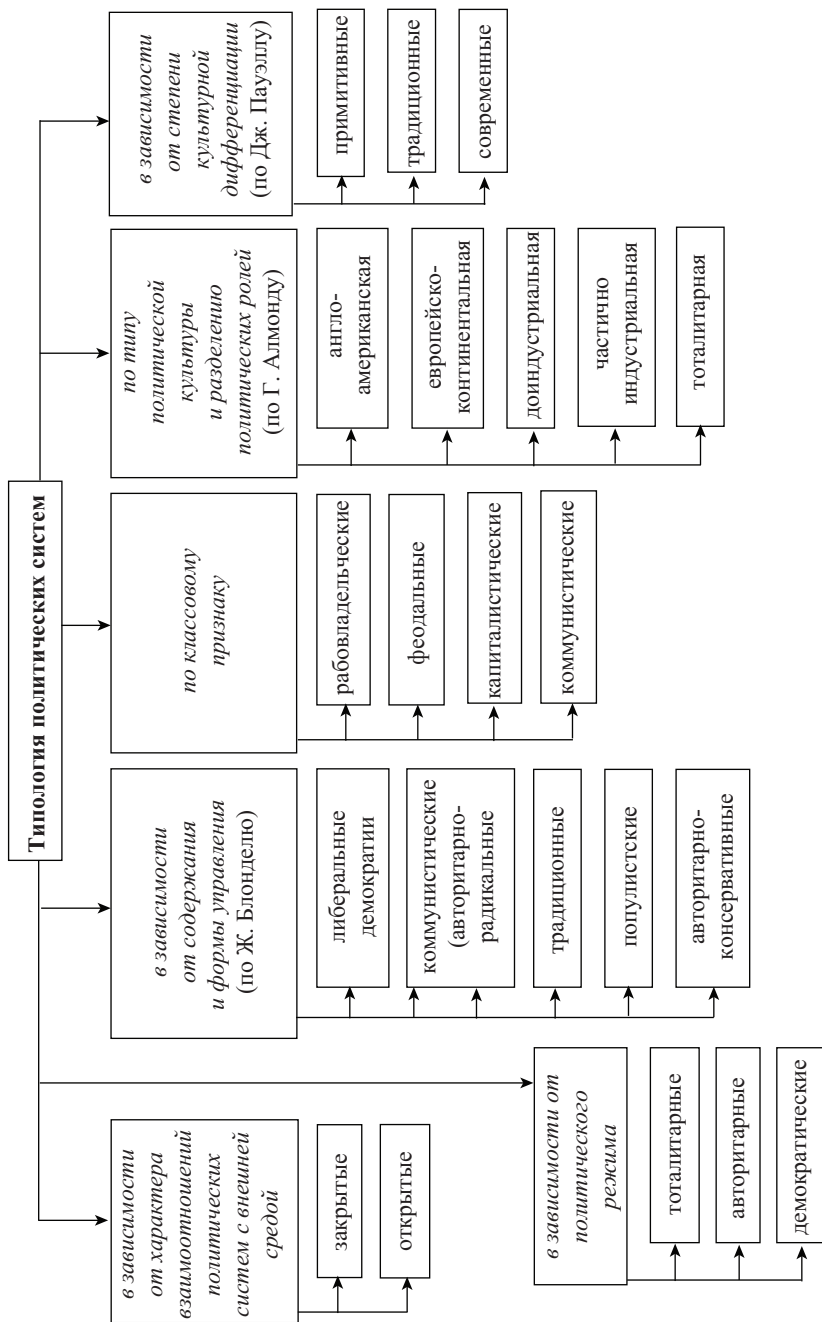 Типология политических систем
в зависимости
от характера
взаимоотношений
политических
систем с внешней
средой
закрытые
открытые
в зависимости от
политического
режима
тоталитарные
авторитарные
демократические
в зависимости
от содержания
и формы управления
(по Ж. Блонделю)
либеральные
демократии
коммунистические
(авторитарно-
радикальные
традиционные
популистские
авторитарно-
консервативные
по классовому
признаку
рабовладельческие
феодальные
капиталистические
коммунистические
по типу
политической
культуры
и разделению
политических ролей
(по Г. Алмонду)
англо-
американская
европейско-
континентальная
доиндустриальная
частично
индустриальная
тоталитарная
в зависимости
от степени
культурной
дифференциации
(по Дж. Пауэллу)
примитивные
традиционные
современные